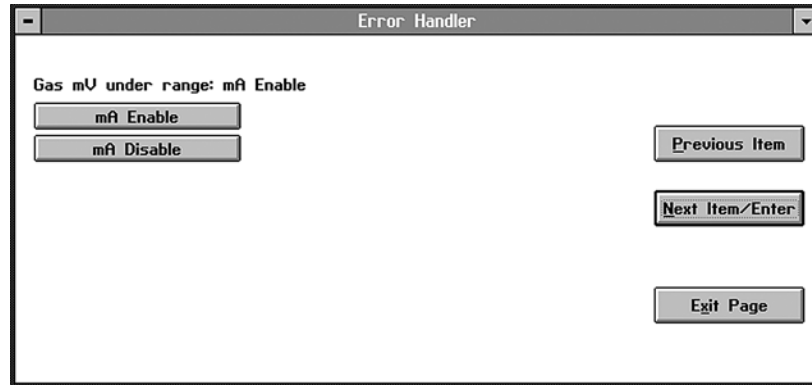 Error Handler
Gas mV under range: mA Enable
mA Enable
mA Disable
Previous Item
Next Item/Enter
Exit Page